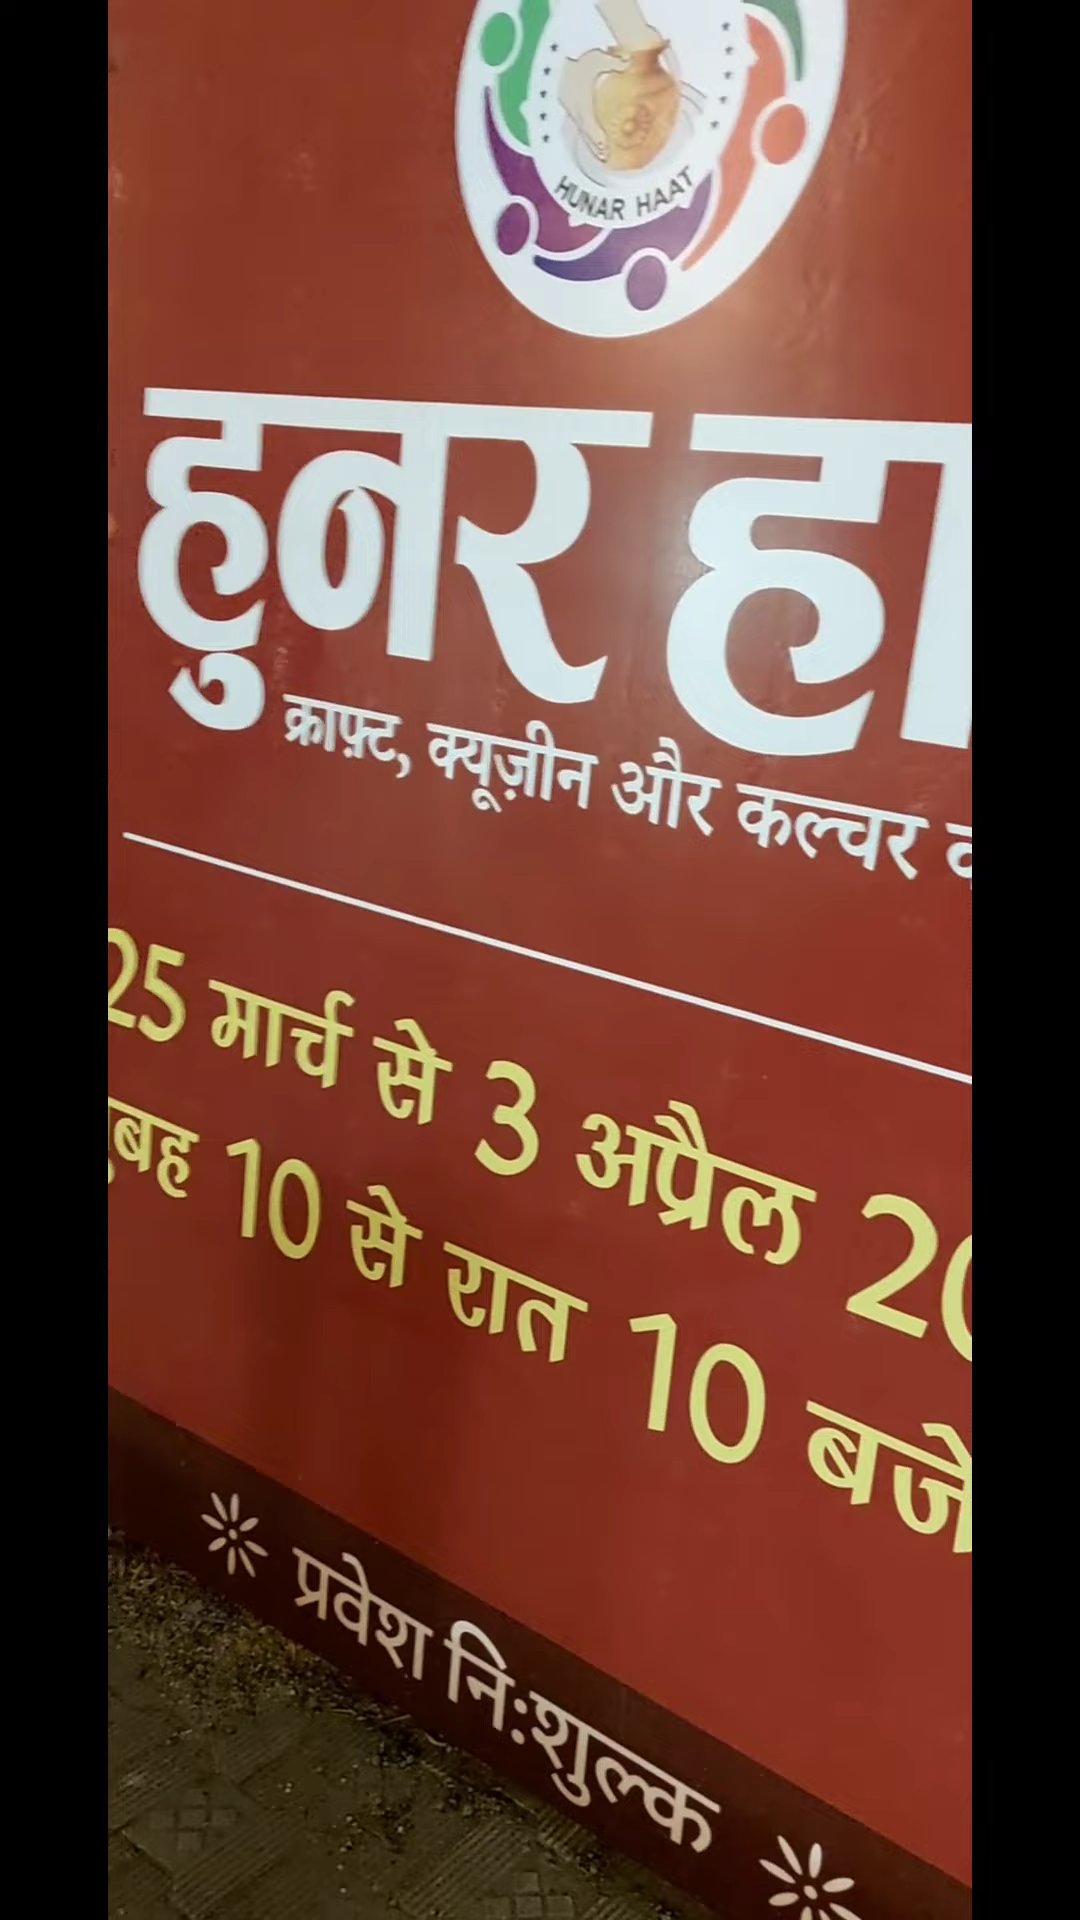 HUNAR HAAT
हुनर हा
क्राफ़्ट, क्यूज़ीन और कल्चर
25 मार्च से 3 अप्रैल 20
सुबह 10 से रात 10 बजे
प्रवेश निःशुल्क